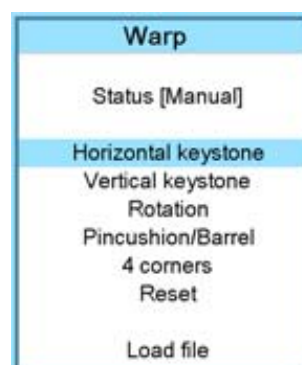 Warp
Status [Manual]
Horizontal keystone
Vertical keystone
Rotation
Pincushion/Barrel
4 corners
Reset
Load file